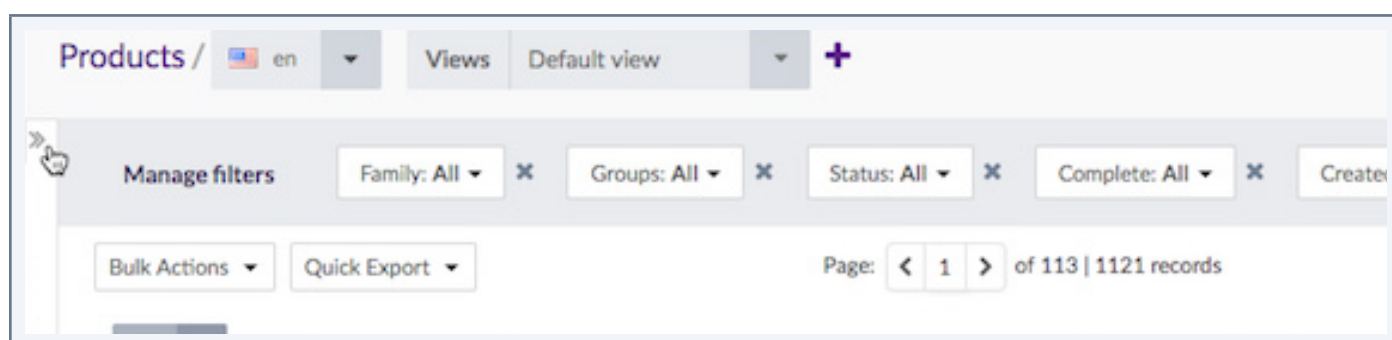 Products / en Views Default view
Manage filters Family: All Groups: All Status: All Complete: All Created
Bulk Actions Quick Export Page: 1 of 113 | 1121 records